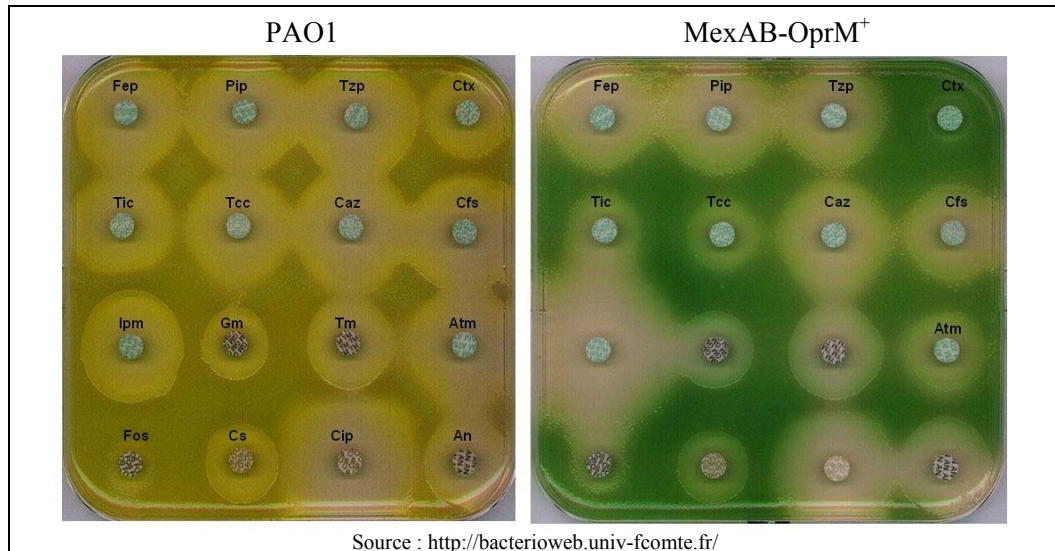 PAO1 MexAB-OprM+
Fep Pip Tzp Ctx Fep Pip Tzp Ctx
Tic Tcc Caz Cfs Tic Tcc Caz Cfs
Ipm Gm Tm Atm Atm
Fos Cs Cip An
Source : http://bacterioweb.univ-fcomte.fr/